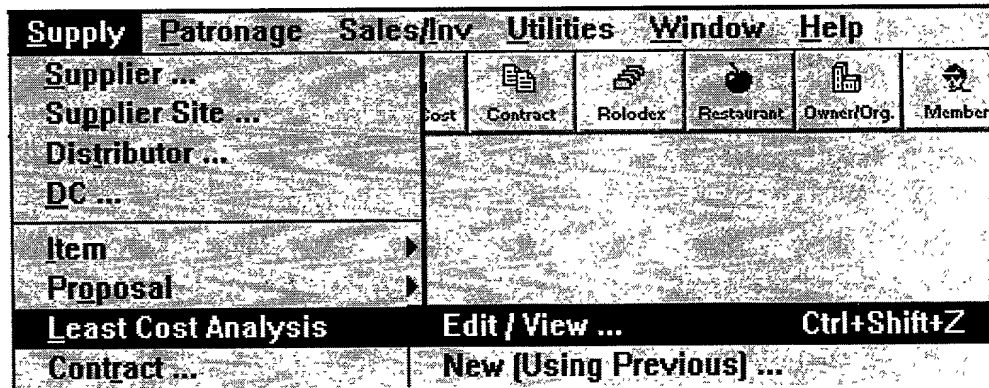 Supply Patronage Sales/Inv Utilities Window Help
Supplier ...
Supplier Site ...
Distributor ...
DC ...
Cost Contract Rolodex Restaurant Owner/Org. Member
Item
Proposal
Least Cost Analysis Edit / View ... Ctrl+Shift+Z
Contract ... New (Using Previous) ...